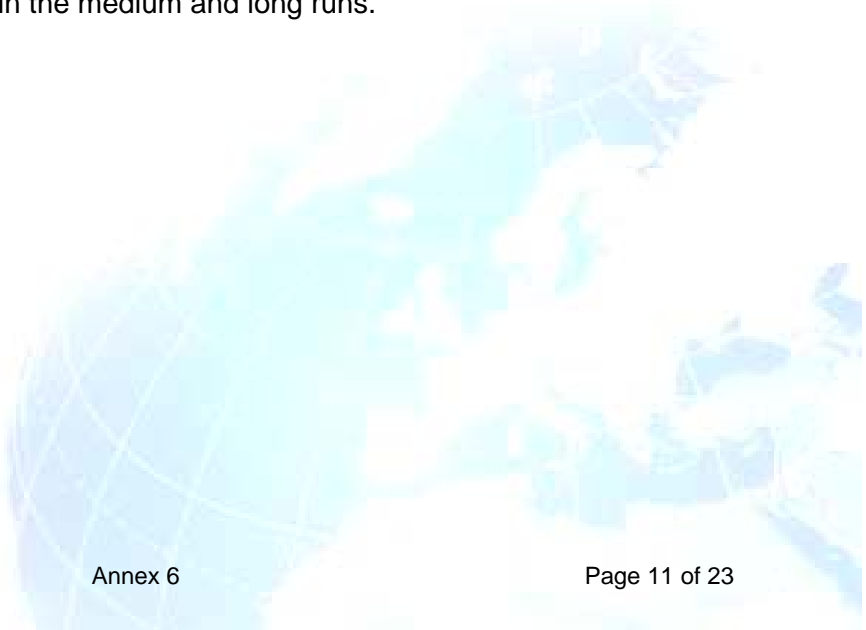 in the medium and long runs.
Annex 6 Page 11 of 23